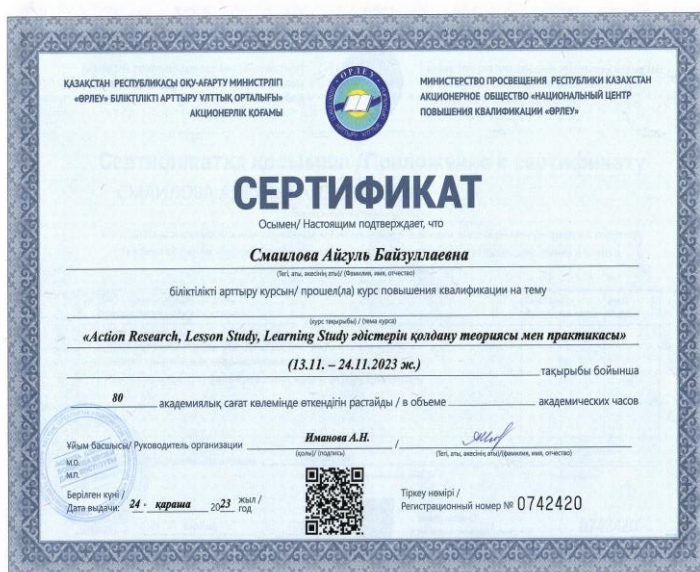 ҚАЗАҚСТАН РЕСПУБЛИКАСЫ ОҚУ-АҒАРТУ МИНИСТРЛІГІ
«ӨРЛЕУ» БІЛІКТІЛІКТІ АРТТЫРУ ҰЛТТЫҚ ОРТАЛЫҒЫ»
АКЦИОНЕРЛІК ҚОҒАМЫ
ӨРЛЕУ
МИНИСТЕРСТВО ПРОСВЕЩЕНИЯ РЕСПУБЛИКИ КАЗАХСТАН
АКЦИОНЕРНОЕ ОБЩЕСТВО «НАЦИОНАЛЬНЫЙ ЦЕНТР
ПОВЫШЕНИЯ КВАЛИФИКАЦИИ «ӨРЛЕУ»
СЕРТИФИКАТ
Осымен/ Настоящим подтверждает, что
Смаилова Айгуль Байзуллаевна
(Тегі, аты, әкесінің аты)/ (Фамилия, имя, отчество)
біліктілікті арттыру курсын/ прошел(ла) курс повышения квалификации на тему
(курс тақырыбы) / (тема курса)
«Action Research, Lesson Study, Learning Study әдістерін қолдану теориясы мен практикасы»
(13.11. – 24.11.2023 ж.) тақырыбы бойынша
80 академиялық сағат көлемінде өткендігін растайды / в объеме академических часов
Ұйым басшысы/ Руководитель организации Иманова А.Н. /
(қолы)/ (подпись) (Тегі, аты, әкесінің аты)/(фамилия, имя, отчество)
М.О.
М.П.
Берілген күні /
Дата выдачи: 24 · қараша 2023 жыл / год
Тіркеу нөмірі /
Регистрационный номер № 0742420